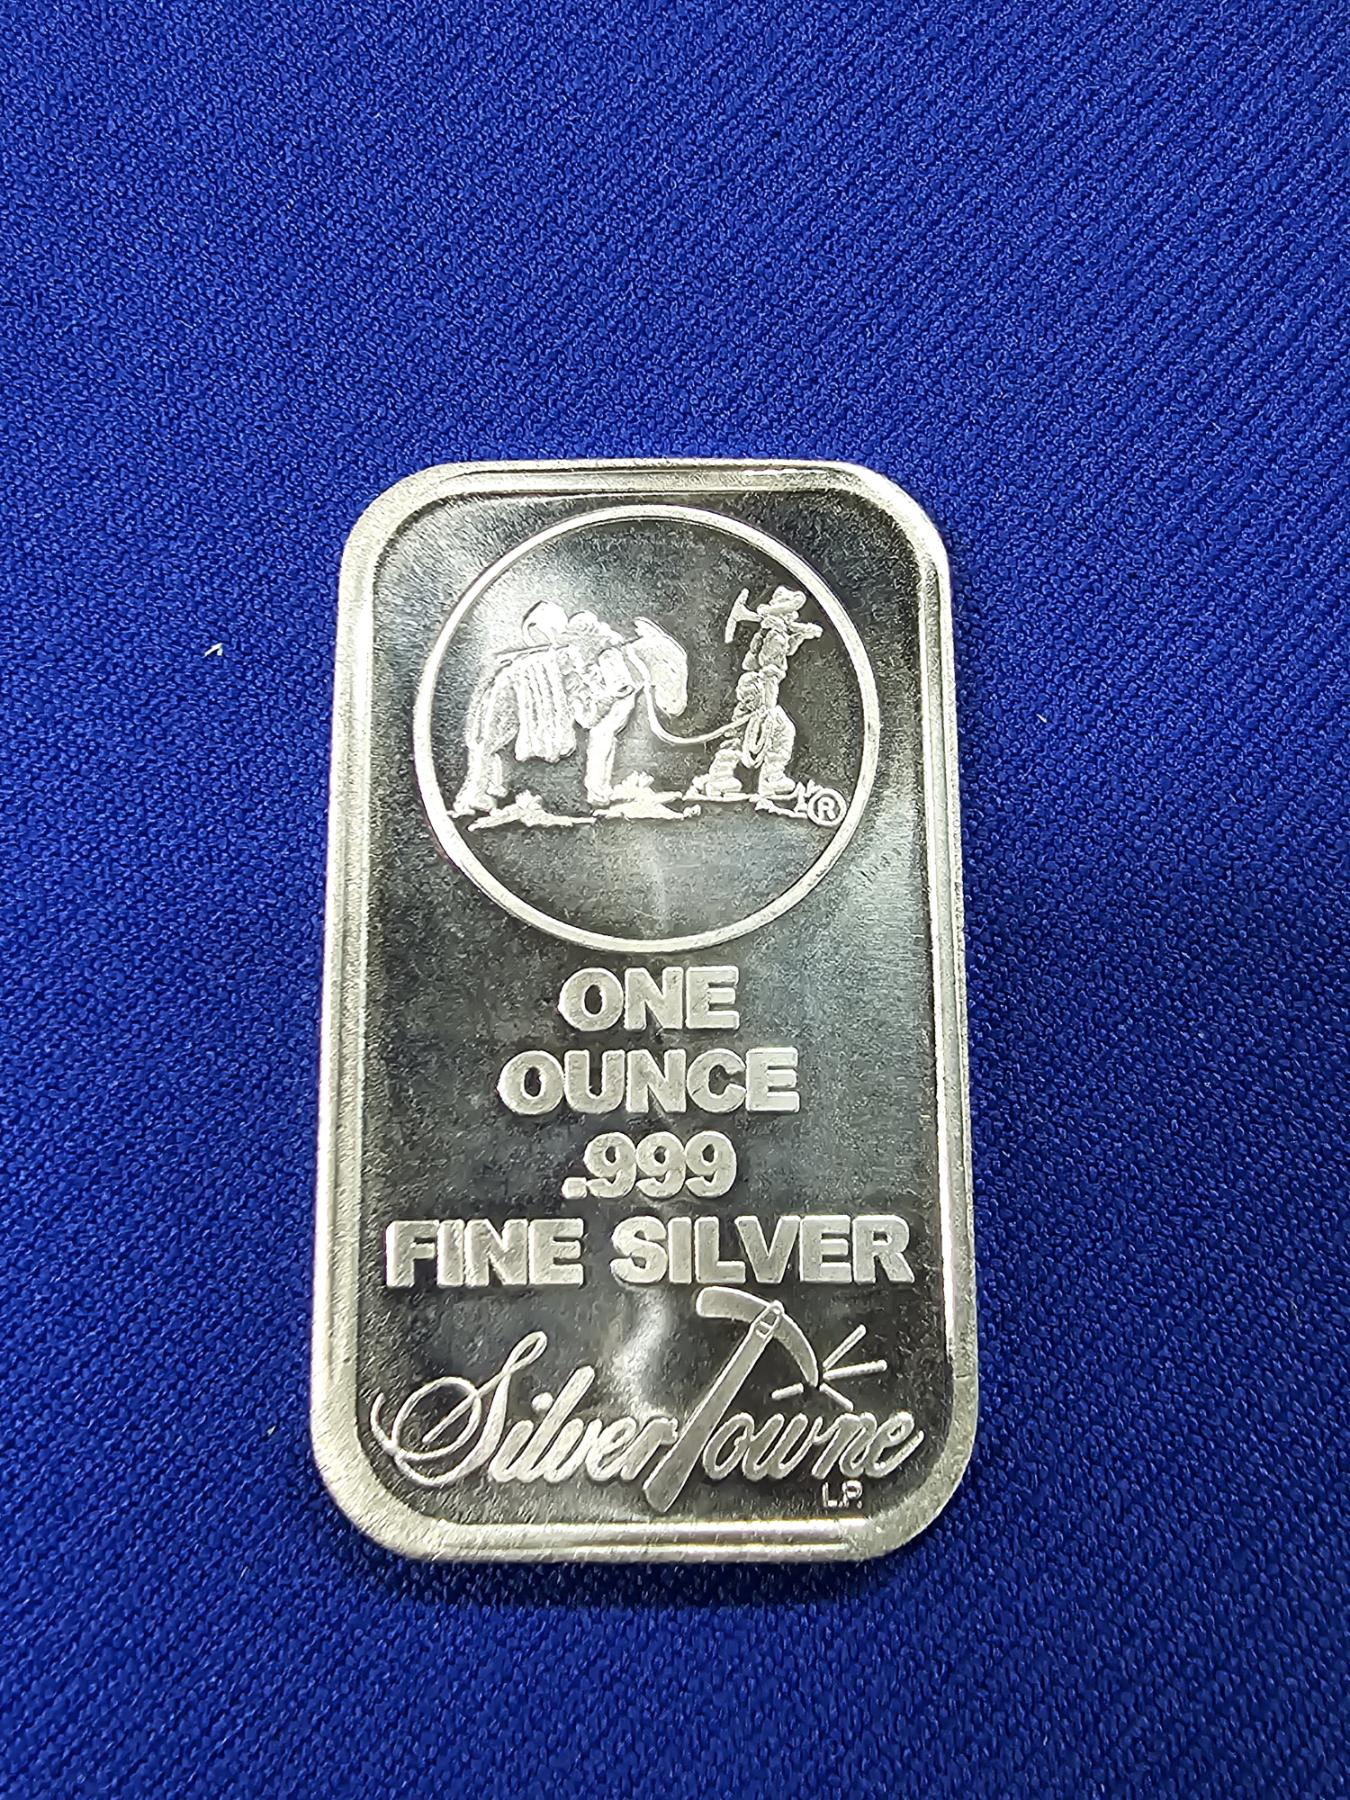 ®
ONE
OUNCE
.999
FINE SILVER
SilverTowne
L.P.